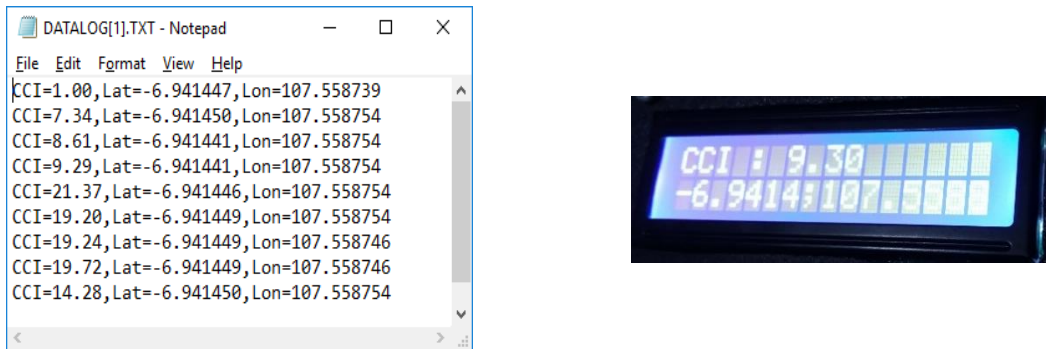 DATALOG[1].TXT - Notepad
File Edit Format View Help
CCI=1.00,Lat=-6.941447,Lon=107.558739
CCI=7.34,Lat=-6.941450,Lon=107.558754
CCI=8.61,Lat=-6.941441,Lon=107.558754
CCI=9.29,Lat=-6.941441,Lon=107.558754
CCI=21.37,Lat=-6.941446,Lon=107.558754
CCI=19.20,Lat=-6.941449,Lon=107.558754
CCI=19.24,Lat=-6.941449,Lon=107.558746
CCI=19.72,Lat=-6.941449,Lon=107.558746
CCI=14.28,Lat=-6.941450,Lon=107.558754
CCI : 9.30
-6.9414;107.